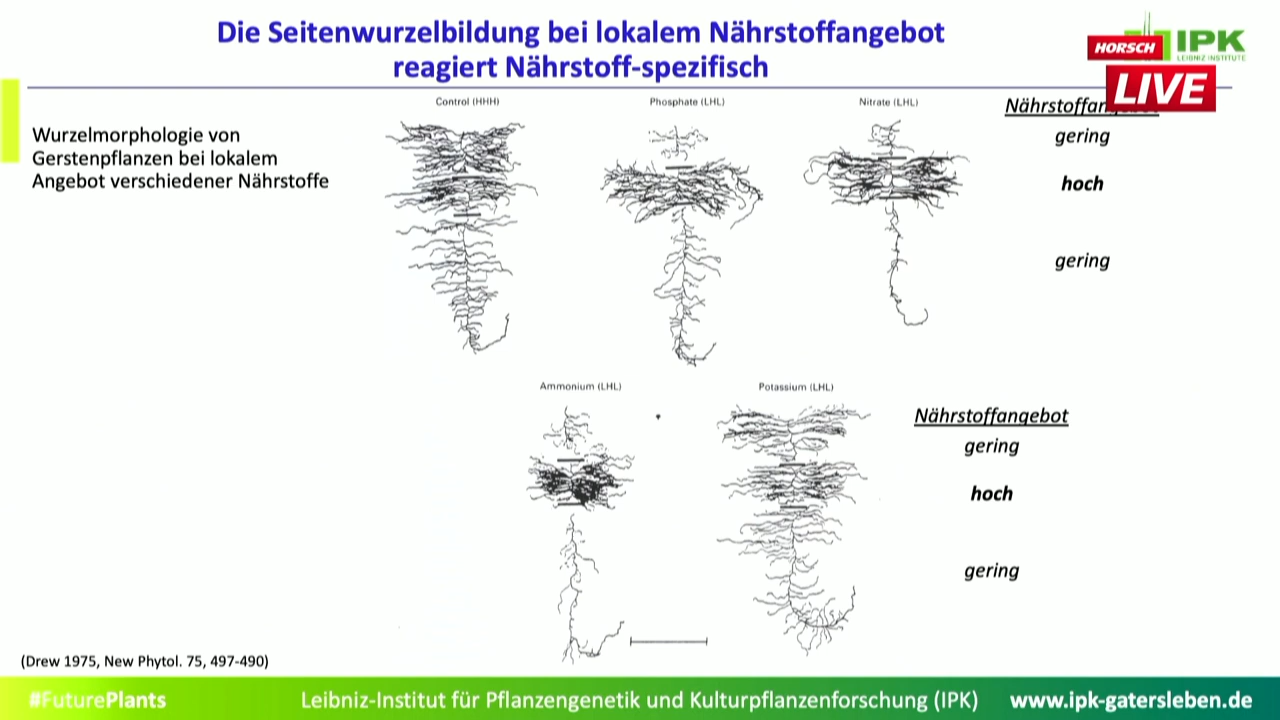 Die Seitenwurzelbildung bei lokalem Nährstoffangebot
reagiert Nährstoff-spezifisch
HORSCH
LIVE
IPK
LEIBNIZ INSTITUTE
Wurzelmorphologie von
Gerstenpflanzen bei lokalem
Angebot verschiedener Nährstoffe
Control (HHH)
Phosphate (LHL)
Nitrate (LHL)
gering
hoch
gering
Ammonium (LHL)
Potassium (LHL)
Nährstoffangebot
gering
hoch
gering
(Drew 1975, New Phytol. 75, 497-490)
#FuturePlants
Leibniz-Institut für Pflanzengenetik und Kulturpflanzenforschung (IPK)
www.ipk-gatersleben.de